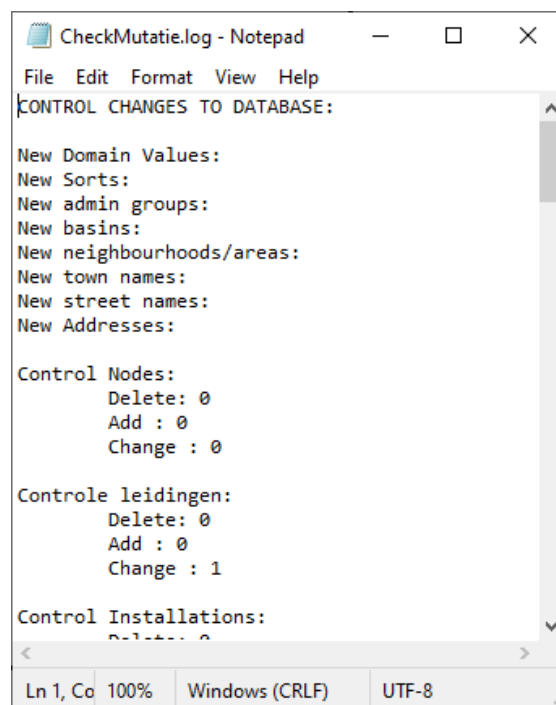 CheckMutatie.log - Notepad
File Edit Format View Help
CONTROL CHANGES TO DATABASE:
New Domain Values:
New Sorts:
New admin groups:
New basins:
New neighbourhoods/areas:
New town names:
New street names:
New Addresses:
Control Nodes:
Delete: 0
Add : 0
Change : 0
Controle leidingen:
Delete: 0
Add : 0
Change : 1
Control Installations:
Ln 1, Co 100% Windows (CRLF) UTF-8